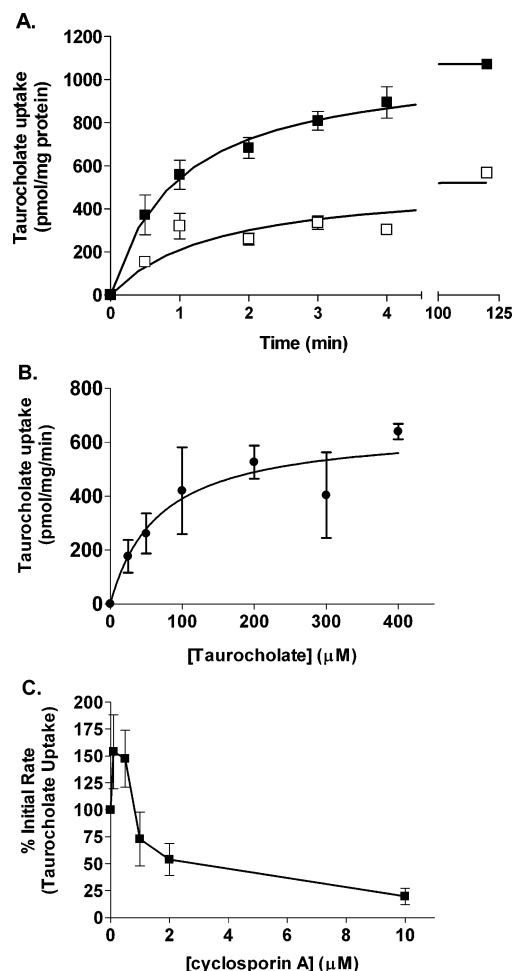 A.
Taurocholate uptake
(pmol/mg protein)
1200
1000
800
600
400
200
0
0 1 2 3 4 100 125
Time (min)
B.
Taurocholate uptake
(pmol/mg/min)
800
600
400
200
0
0 100 200 300 400
[Taurocholate] (μM)
C.
% Initial Rate
(Taurocholate Uptake)
200
175
150
125
100
75
50
25
0
0 2 4 6 8 10
[cyclosporin A] (μM)